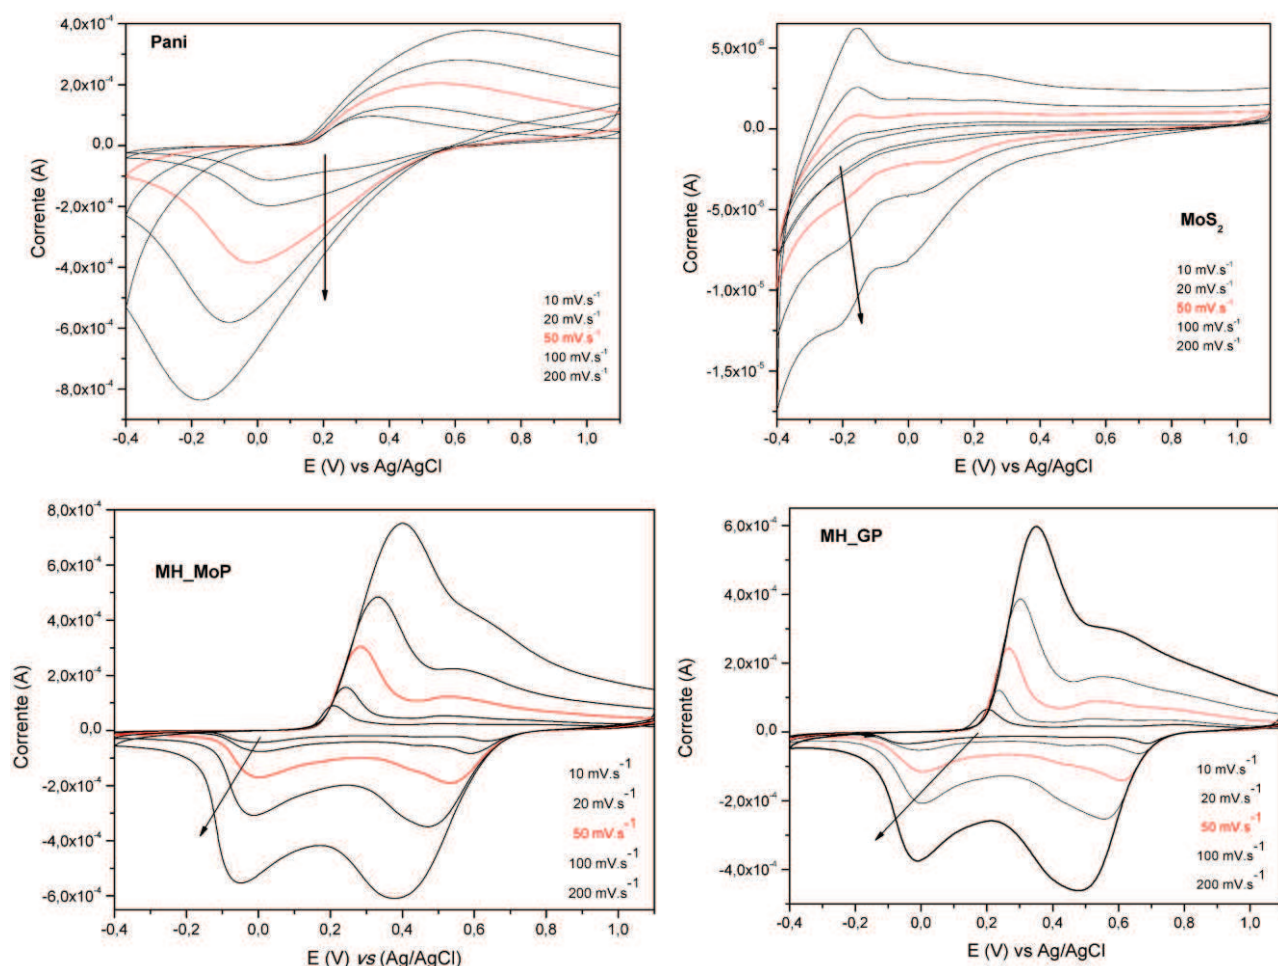 Pani
4,0x10⁻⁴
2,0x10⁻⁴
0,0
-2,0x10⁻⁴
-4,0x10⁻⁴
-6,0x10⁻⁴
-8,0x10⁻⁴
Corrente (A)
10 mV.s⁻¹
20 mV.s⁻¹
50 mV.s⁻¹
100 mV.s⁻¹
200 mV.s⁻¹
-0,4 -0,2 0,0 0,2 0,4 0,6 0,8 1,0
E (V) vs Ag/AgCl
5,0x10⁻⁶
0,0
-5,0x10⁻⁶
-1,0x10⁻⁵
-1,5x10⁻⁵
Corrente (A)
MoS₂
10 mV.s⁻¹
20 mV.s⁻¹
50 mV.s⁻¹
100 mV.s⁻¹
200 mV.s⁻¹
-0,4 -0,2 0,0 0,2 0,4 0,6 0,8 1,0
E (V) vs Ag/AgCl
8,0x10⁻⁴
6,0x10⁻⁴
4,0x10⁻⁴
2,0x10⁻⁴
0,0
-2,0x10⁻⁴
-4,0x10⁻⁴
-6,0x10⁻⁴
Corrente (A)
MH_MoP
10 mV.s⁻¹
20 mV.s⁻¹
50 mV.s⁻¹
100 mV.s⁻¹
200 mV.s⁻¹
-0,4 -0,2 0,0 0,2 0,4 0,6 0,8 1,0
E (V) vs (Ag/AgCl)
6,0x10⁻⁴
4,0x10⁻⁴
2,0x10⁻⁴
0,0
-2,0x10⁻⁴
-4,0x10⁻⁴
Corrente (A)
MH_GP
10 mV.s⁻¹
20 mV.s⁻¹
50 mV.s⁻¹
100 mV.s⁻¹
200 mV.s⁻¹
-0,4 -0,2 0,0 0,2 0,4 0,6 0,8 1,0
E (V) vs Ag/AgCl